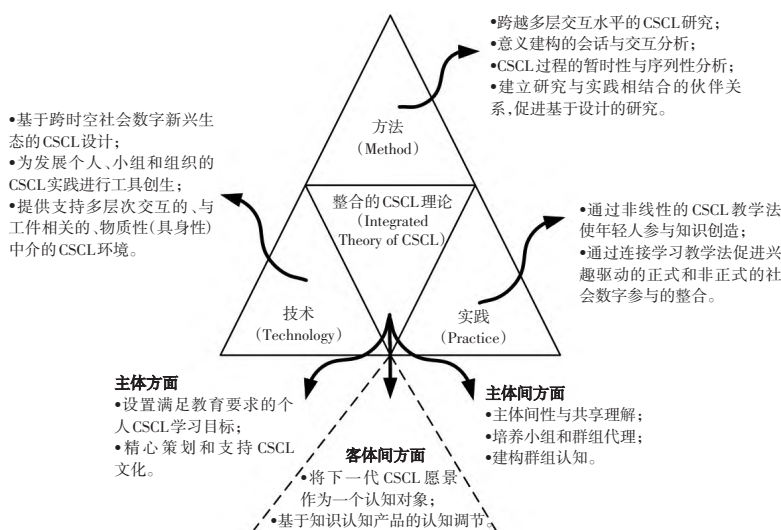 •跨越多层交互水平的CSCL研究；
•意义建构的会话与交互分析；
•CSCL过程的暂时性与序列性分析；
•建立研究与实践相结合的伙伴关
系，促进基于设计的研究。
方法
(Method)
•基于跨时空社会数字新兴生
态的CSCL设计；
•为发展个人、小组和组织的
CSCL实践进行工具创生；
•提供支持多层次交互的、与
工件相关的、物质性(具身性)
中介的CSCL环境。
整合的CSCL理论
(Integrated
Theory of CSCL)
•通过非线性的CSCL教学法
使年轻人参与知识创造；
•通过连接学习教学法促进兴
趣驱动的正式和非正式的社
会数字参与的整合。
技术
(Technology)
实践
(Practice)
主体方面
•设置满足教育要求的个
人CSCL学习目标；
•精心策划和支持CSCL
文化。
主体间方面
•主体间性与共享理解；
•培养小组和群组代理；
•建构群组认知。
客体间方面
•将下一代CSCL愿景
作为一个认知对象；
•基于知识认知产品的认知调节。